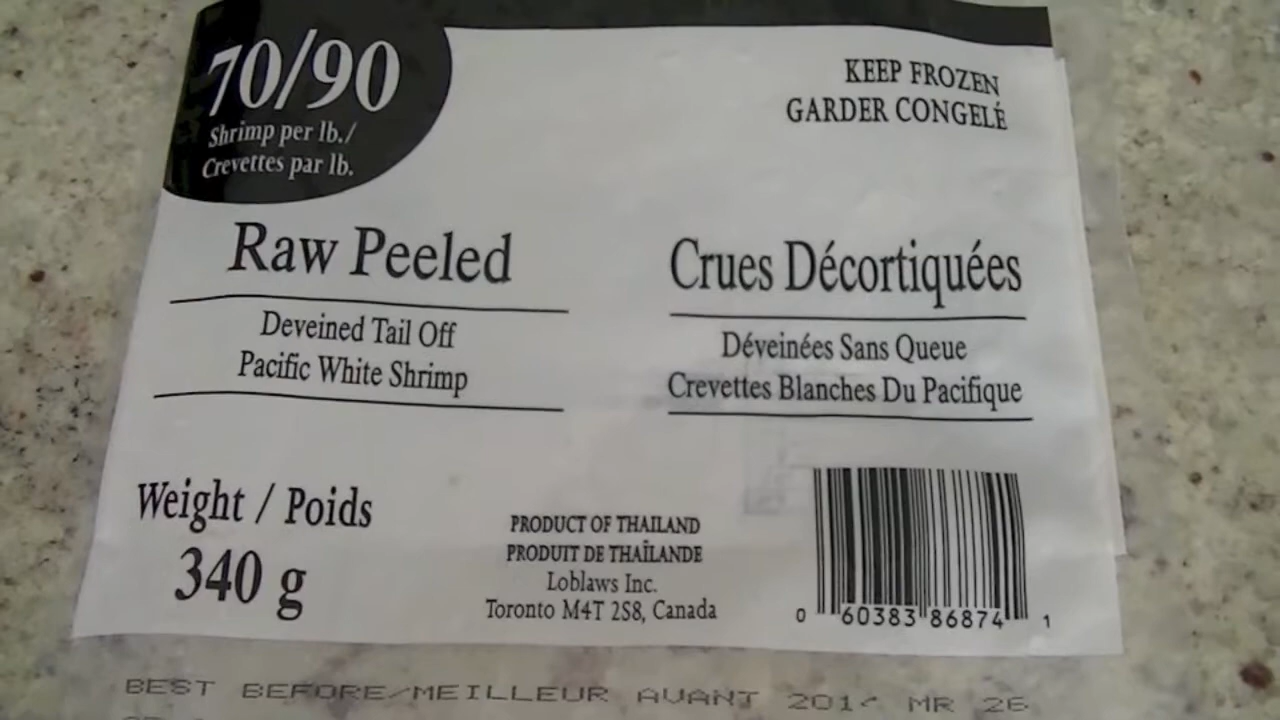 70/90
Shrimp per lb./
Crevettes par lb.
KEEP FROZEN
GARDER CONGELÉ
Raw Peeled
Deveined Tail Off
Pacific White Shrimp
Crues Décortiquées
Déveinées Sans Queue
Crevettes Blanches Du Pacifique
Weight / Poids
340 g
PRODUCT OF THAILAND
PRODUIT DE THAÏLANDE
Loblaws Inc.
Toronto M4T 2S8, Canada
0 60383 86874 1
BEST BEFORE/MEILLEUR AVANT MR 26